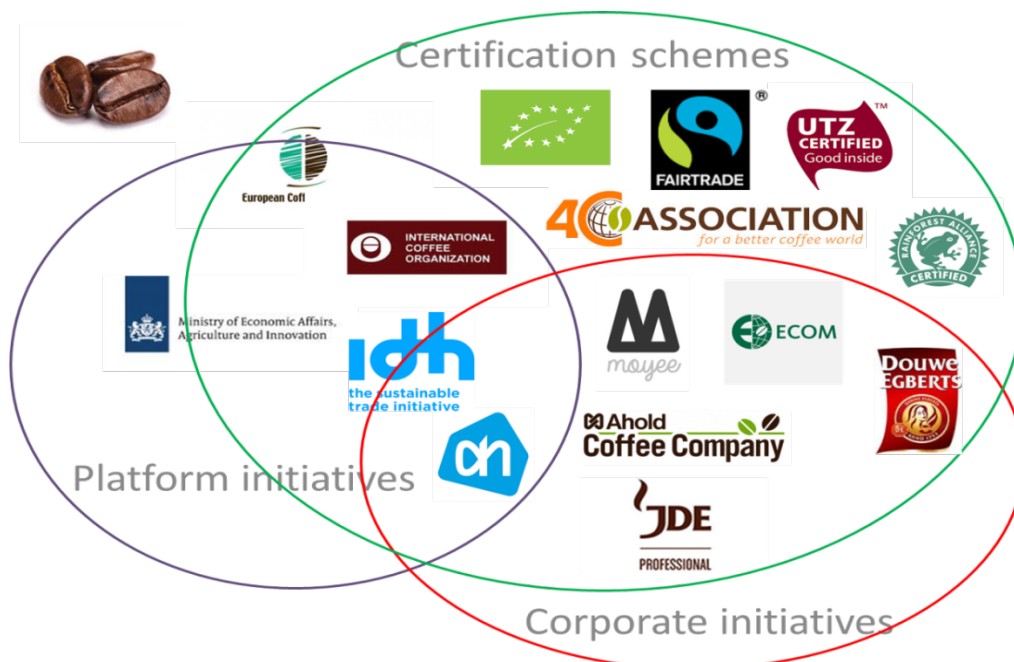 Certification schemes
®
FAIRTRADE
UTZ
CERTIFIED
Good inside
TM
European Cof
INTERNATIONAL
COFFEE
ORGANIZATION
4C ASSOCIATION
for a better coffee world
RAINFOREST ALLIANCE
CERTIFIED
Ministry of Economic Affairs,
Agriculture and Innovation
idh
the sustainable
trade initiative
moyee
ECOM
DOUWE
EGBERTS
ah
Ahold
Coffee Company
Platform initiatives
JDE
PROFESSIONAL
Corporate initiatives